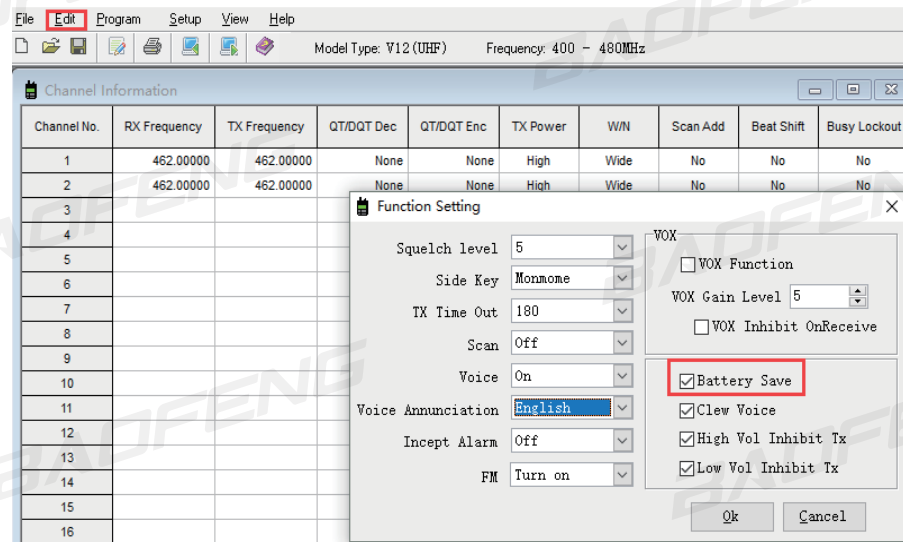 File Edit Program Setup View Help
Model Type: V12(UHF) Frequency: 400 - 480MHz
Channel Information
Channel No. RX Frequency TX Frequency QT/DQT Dec QT/DQT Enc TX Power W/N Scan Add Beat Shift Busy Lockout
1 462.00000 462.00000 None None High Wide No No No
2 462.00000 462.00000 None None High Wide No No No
3
4
5
6
7
8
9
10
11
12
13
14
15
16
Function Setting
Squelch level 5
Side Key Monmome
TX Time Out 180
Scan Off
Voice On
Voice Annunciation English
Incept Alarm Off
FM Turn on
VOX
VOX Function
VOX Gain Level 5
VOX Inhibit OnReceive
Battery Save
Clew Voice
High Vol Inhibit Tx
Low Vol Inhibit Tx
Ok Cancel
BAOFENG
BAOFENG
BAOFENG
BAOFENG